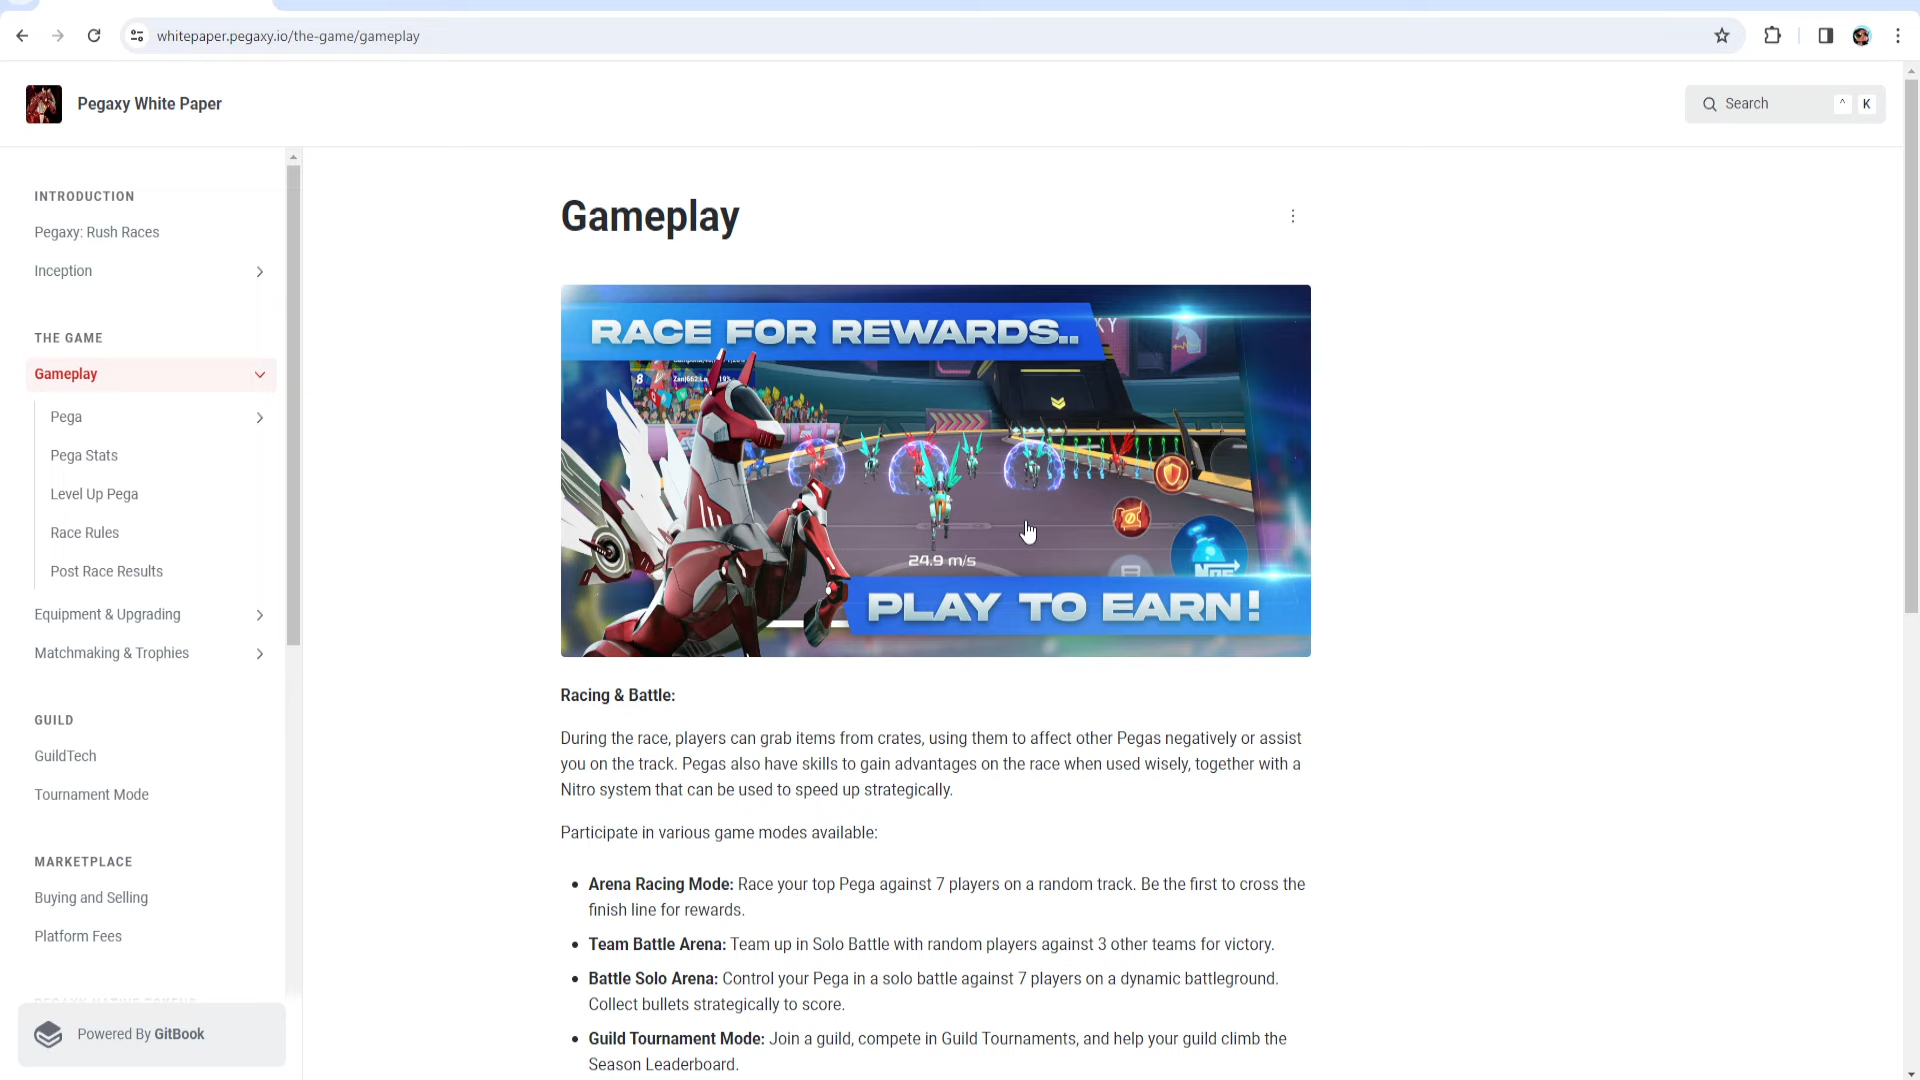 whitepaper.pegaxy.io/the-game/gameplay
Pegaxy White Paper
Search
^ K
INTRODUCTION
Pegaxy: Rush Races
Inception
THE GAME
Gameplay
Pega
Pega Stats
Level Up Pega
Race Rules
Post Race Results
Equipment & Upgrading
Matchmaking & Trophies
GUILD
GuildTech
Tournament Mode
MARKETPLACE
Buying and Selling
Platform Fees
Powered By GitBook
Gameplay
RACE FOR REWARDS..
8
24.9 m/s
PLAY TO EARN!
Racing & Battle:
During the race, players can grab items from crates, using them to affect other Pegas negatively or assist
you on the track. Pegas also have skills to gain advantages on the race when used wisely, together with a
Nitro system that can be used to speed up strategically.
Participate in various game modes available:
• Arena Racing Mode: Race your top Pega against 7 players on a random track. Be the first to cross the
finish line for rewards.
• Team Battle Arena: Team up in Solo Battle with random players against 3 other teams for victory.
• Battle Solo Arena: Control your Pega in a solo battle against 7 players on a dynamic battleground.
Collect bullets strategically to score.
• Guild Tournament Mode: Join a guild, compete in Guild Tournaments, and help your guild climb the
Season Leaderboard.